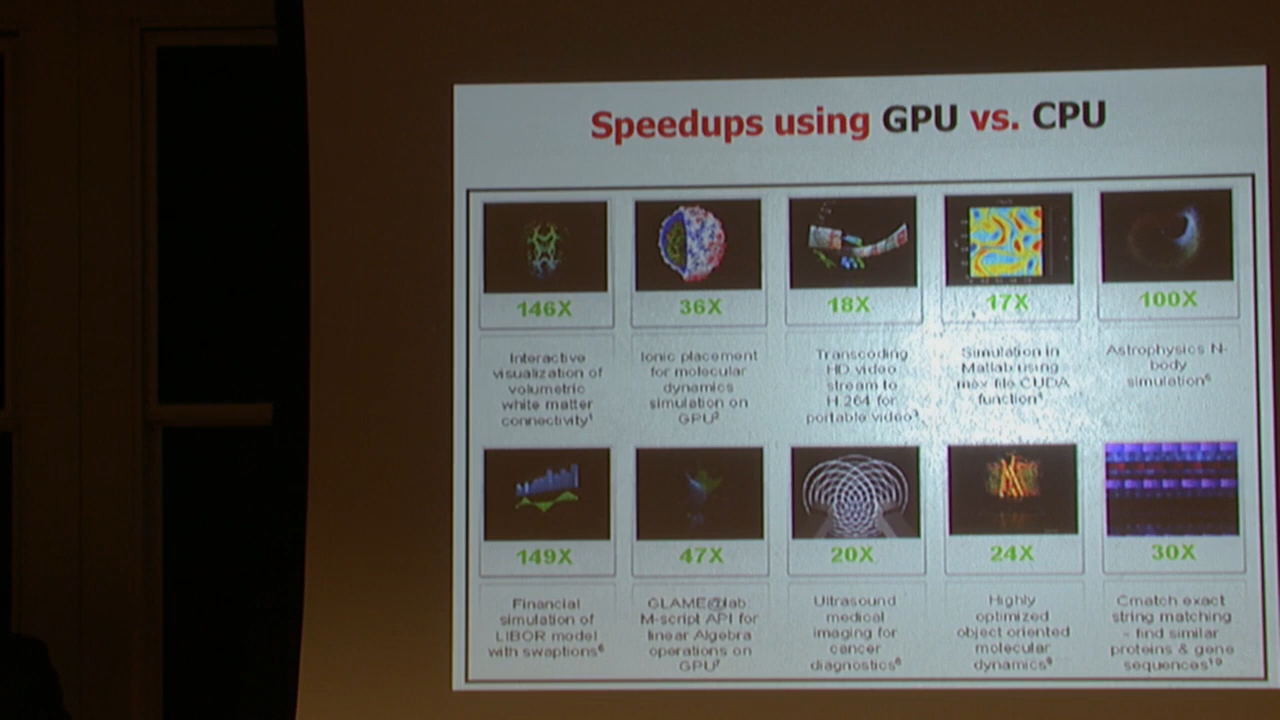 Speedups using GPU vs. CPU
146X
36X
18X
17X
100X
Interactive
visualization of
volumetric
white matter
connectivity¹
Ionic placement
for molecular
dynamics
simulation on
GPU²
Transcoding
HD video
stream to
H.264 for
portable video³
Simulation in
Matlab using
mex file CUDA
function⁴
Astrophysics N-
body
simulation⁵
149X
47X
20X
24X
30X
Financial
simulation of
LIBOR model
with swaptions⁶
GLAME@lab
M-script API for
linear Algebra
operations on
GPU⁷
Ultrasound
medical
imaging for
cancer
diagnostics⁸
Highly
optimized
object oriented
molecular
dynamics⁹
Cmatch exact
string matching
- find similar
proteins & gene
sequences¹⁰